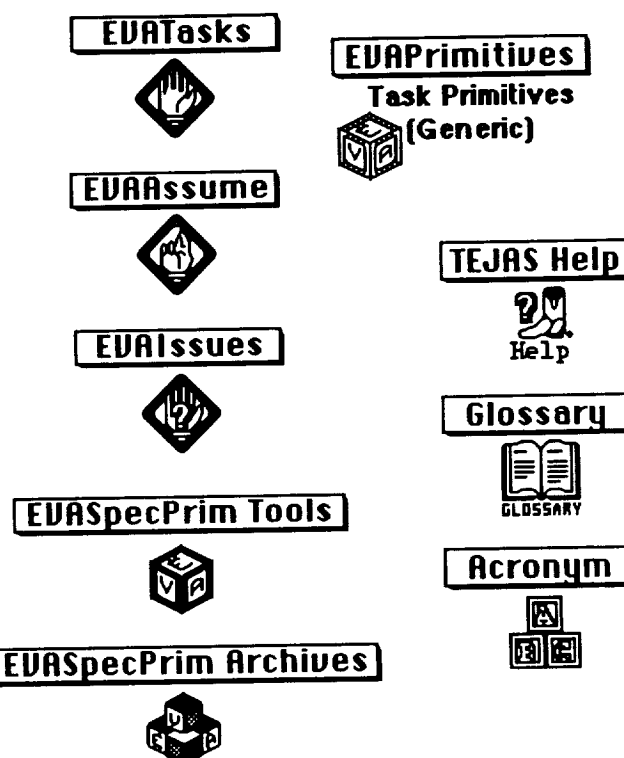 EVATasks
EVAPrimitives
Task Primitives
(Generic)
E
V A
EVAAssume
TEJAS Help
?
Help
EVAIssues
?
Glossary
GLOSSARY
EVASpecPrim Tools
E
V A
Acronym
A
B C
EVASpecPrim Archives
V
E A